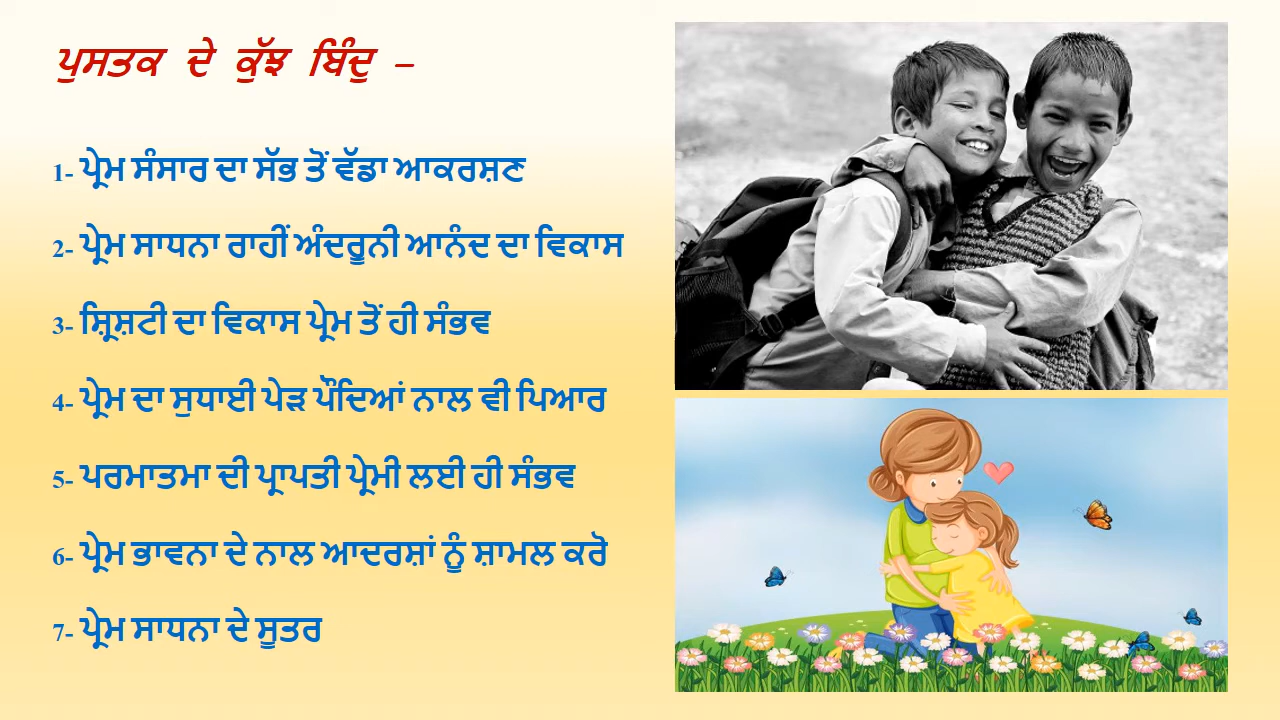 ਪੁਸਤਕ ਦੇ ਕੁੱਝ ਬਿੰਦੁ –
1- ਪ੍ਰੇਮ ਸੰਸਾਰ ਦਾ ਸੱਭ ਤੋਂ ਵੱਡਾ ਆਕਰਸ਼ਣ
2- ਪ੍ਰੇਮ ਸਾਧਨਾ ਰਾਹੀਂ ਅੰਦਰੂਨੀ ਆਨੰਦ ਦਾ ਵਿਕਾਸ
3- ਸ਼੍ਰਿਸ਼ਟੀ ਦਾ ਵਿਕਾਸ ਪ੍ਰੇਮ ਤੋਂ ਹੀ ਸੰਭਵ
4- ਪ੍ਰੇਮ ਦਾ ਸੁਧਾਈ ਪੇੜ ਪੌਦਿਆਂ ਨਾਲ ਵੀ ਪਿਆਰ
5- ਪਰਮਾਤਮਾ ਦੀ ਪ੍ਰਾਪਤੀ ਪ੍ਰੇਮੀ ਲਈ ਹੀ ਸੰਭਵ
6- ਪ੍ਰੇਮ ਭਾਵਨਾ ਦੇ ਨਾਲ ਆਦਰਸ਼ਾਂ ਨੂੰ ਸ਼ਾਮਲ ਕਰੋ
7- ਪ੍ਰੇਮ ਸਾਧਨਾ ਦੇ ਸੂਤਰ